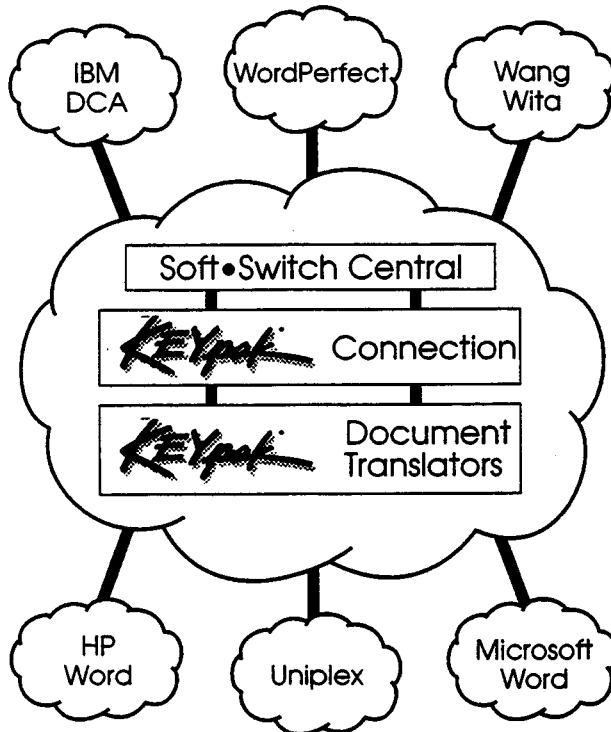 IBM
DCA
WordPerfect
Wang
Wita
Soft•Switch Central
KEYpak Connection
KEYpak Document
Translators
HP
Word
Uniplex
Microsoft
Word